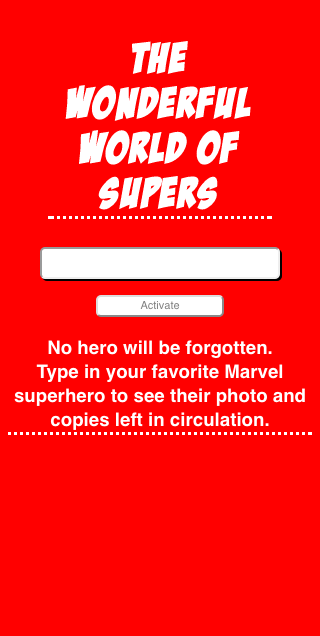 THE
WONDERFUL
WORLD OF
SUPERS
Activate
No hero will be forgotten.
Type in your favorite Marvel
superhero to see their photo and
copies left in circulation.